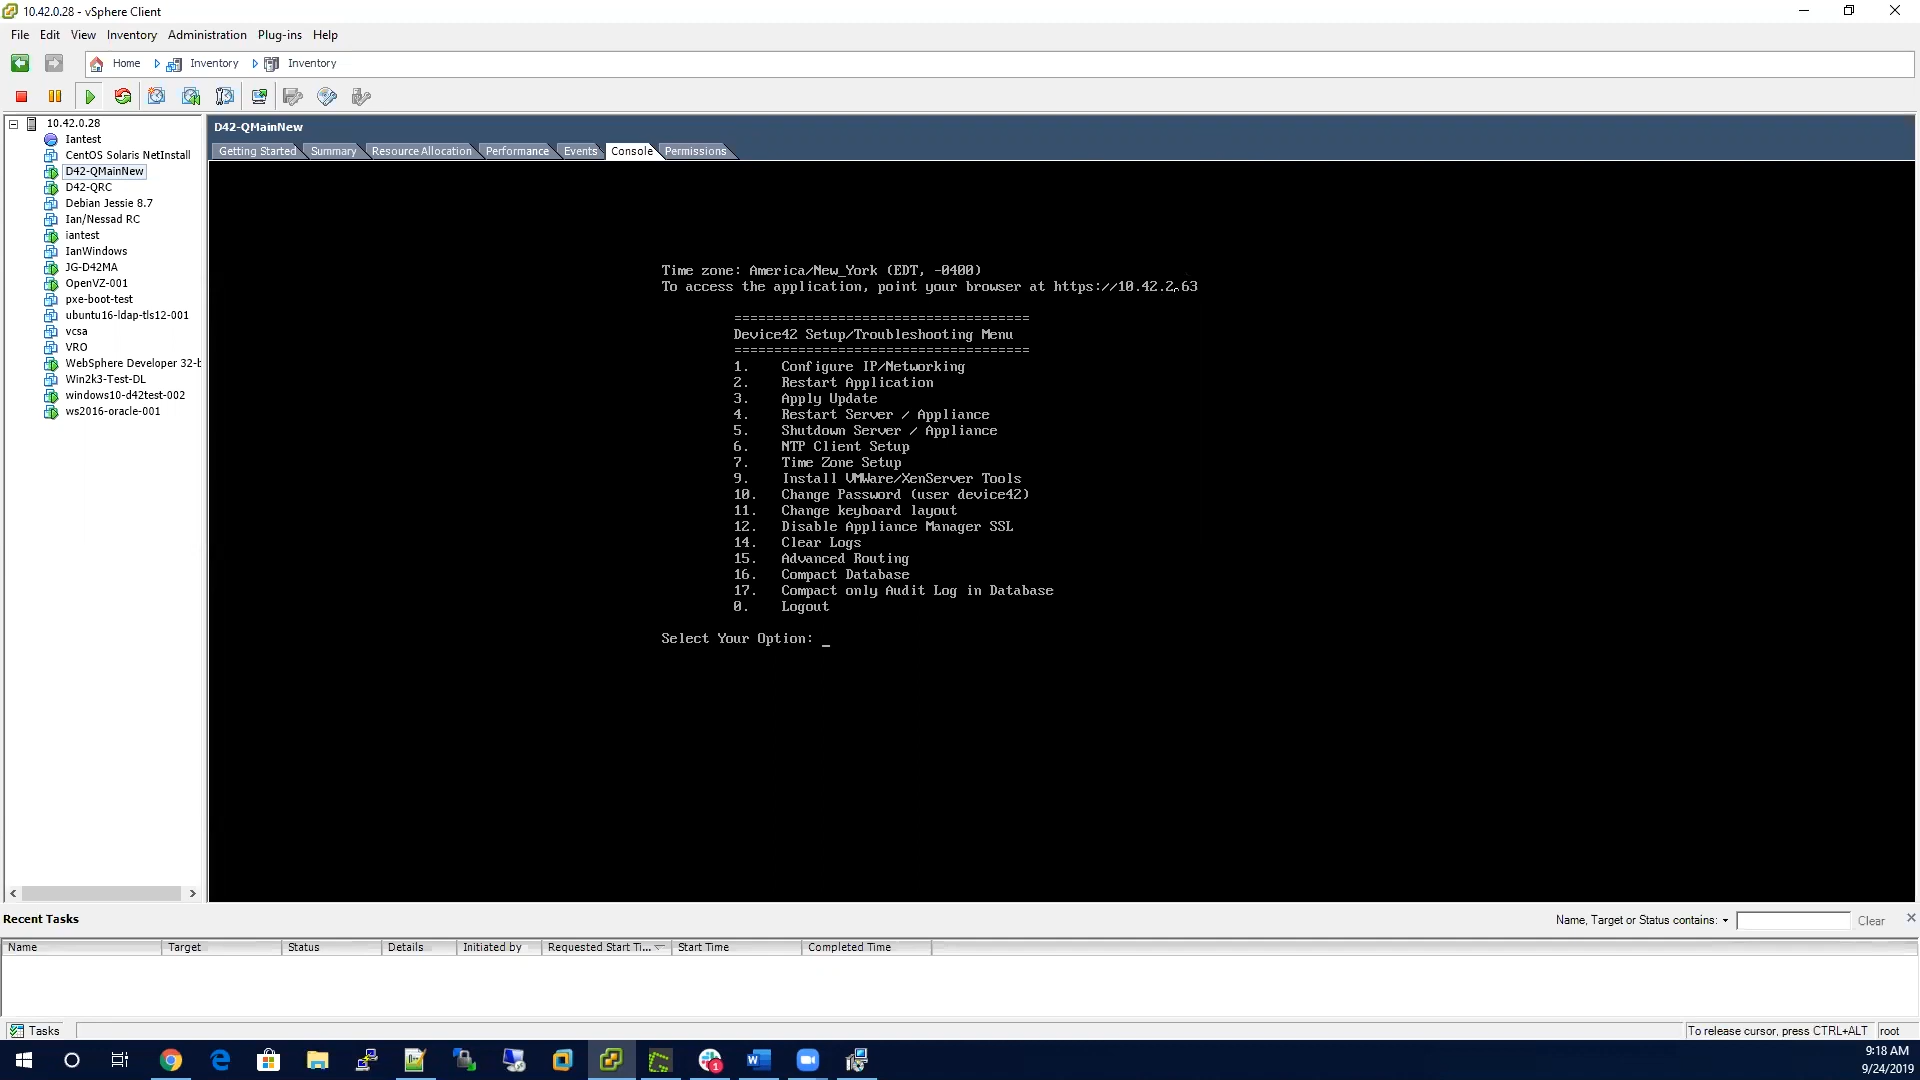 10.42.0.28 - vSphere Client
File Edit View Inventory Administration Plug-ins Help
Home Inventory Inventory
10.42.0.28
Iantest
CentOS Solaris NetInstall
D42-QMainNew
D42-QRC
Debian Jessie 8.7
Ian/Nessad RC
iantest
IanWindows
JG-D42MA
OpenVZ-001
pxe-boot-test
ubuntu16-ldap-tls12-001
vcsa
VRO
WebSphere Developer 32-b
Win2k3-Test-DL
windows10-d42test-002
ws2016-oracle-001
D42-QMainNew
Getting Started Summary Resource Allocation Performance Events Console Permissions
Time zone: America/New_York (EDT, -0400)
To access the application, point your browser at https://10.42.2.63
=====================================
Device42 Setup/Troubleshooting Menu
=====================================
1. Configure IP/Networking
2. Restart Application
3. Apply Update
4. Restart Server / Appliance
5. Shutdown Server / Appliance
6. NTP Client Setup
7. Time Zone Setup
9. Install VMWare/XenServer Tools
10. Change Password (user device42)
11. Change keyboard layout
12. Disable Appliance Manager SSL
14. Clear Logs
15. Advanced Routing
16. Compact Database
17. Compact only Audit Log in Database
0. Logout
Select Your Option: _
Recent Tasks
Name, Target or Status contains: Clear
Name Target Status Details Initiated by Requested Start Ti... Start Time Completed Time
Tasks
To release cursor, press CTRL+ALT root
9:18 AM
9/24/2019